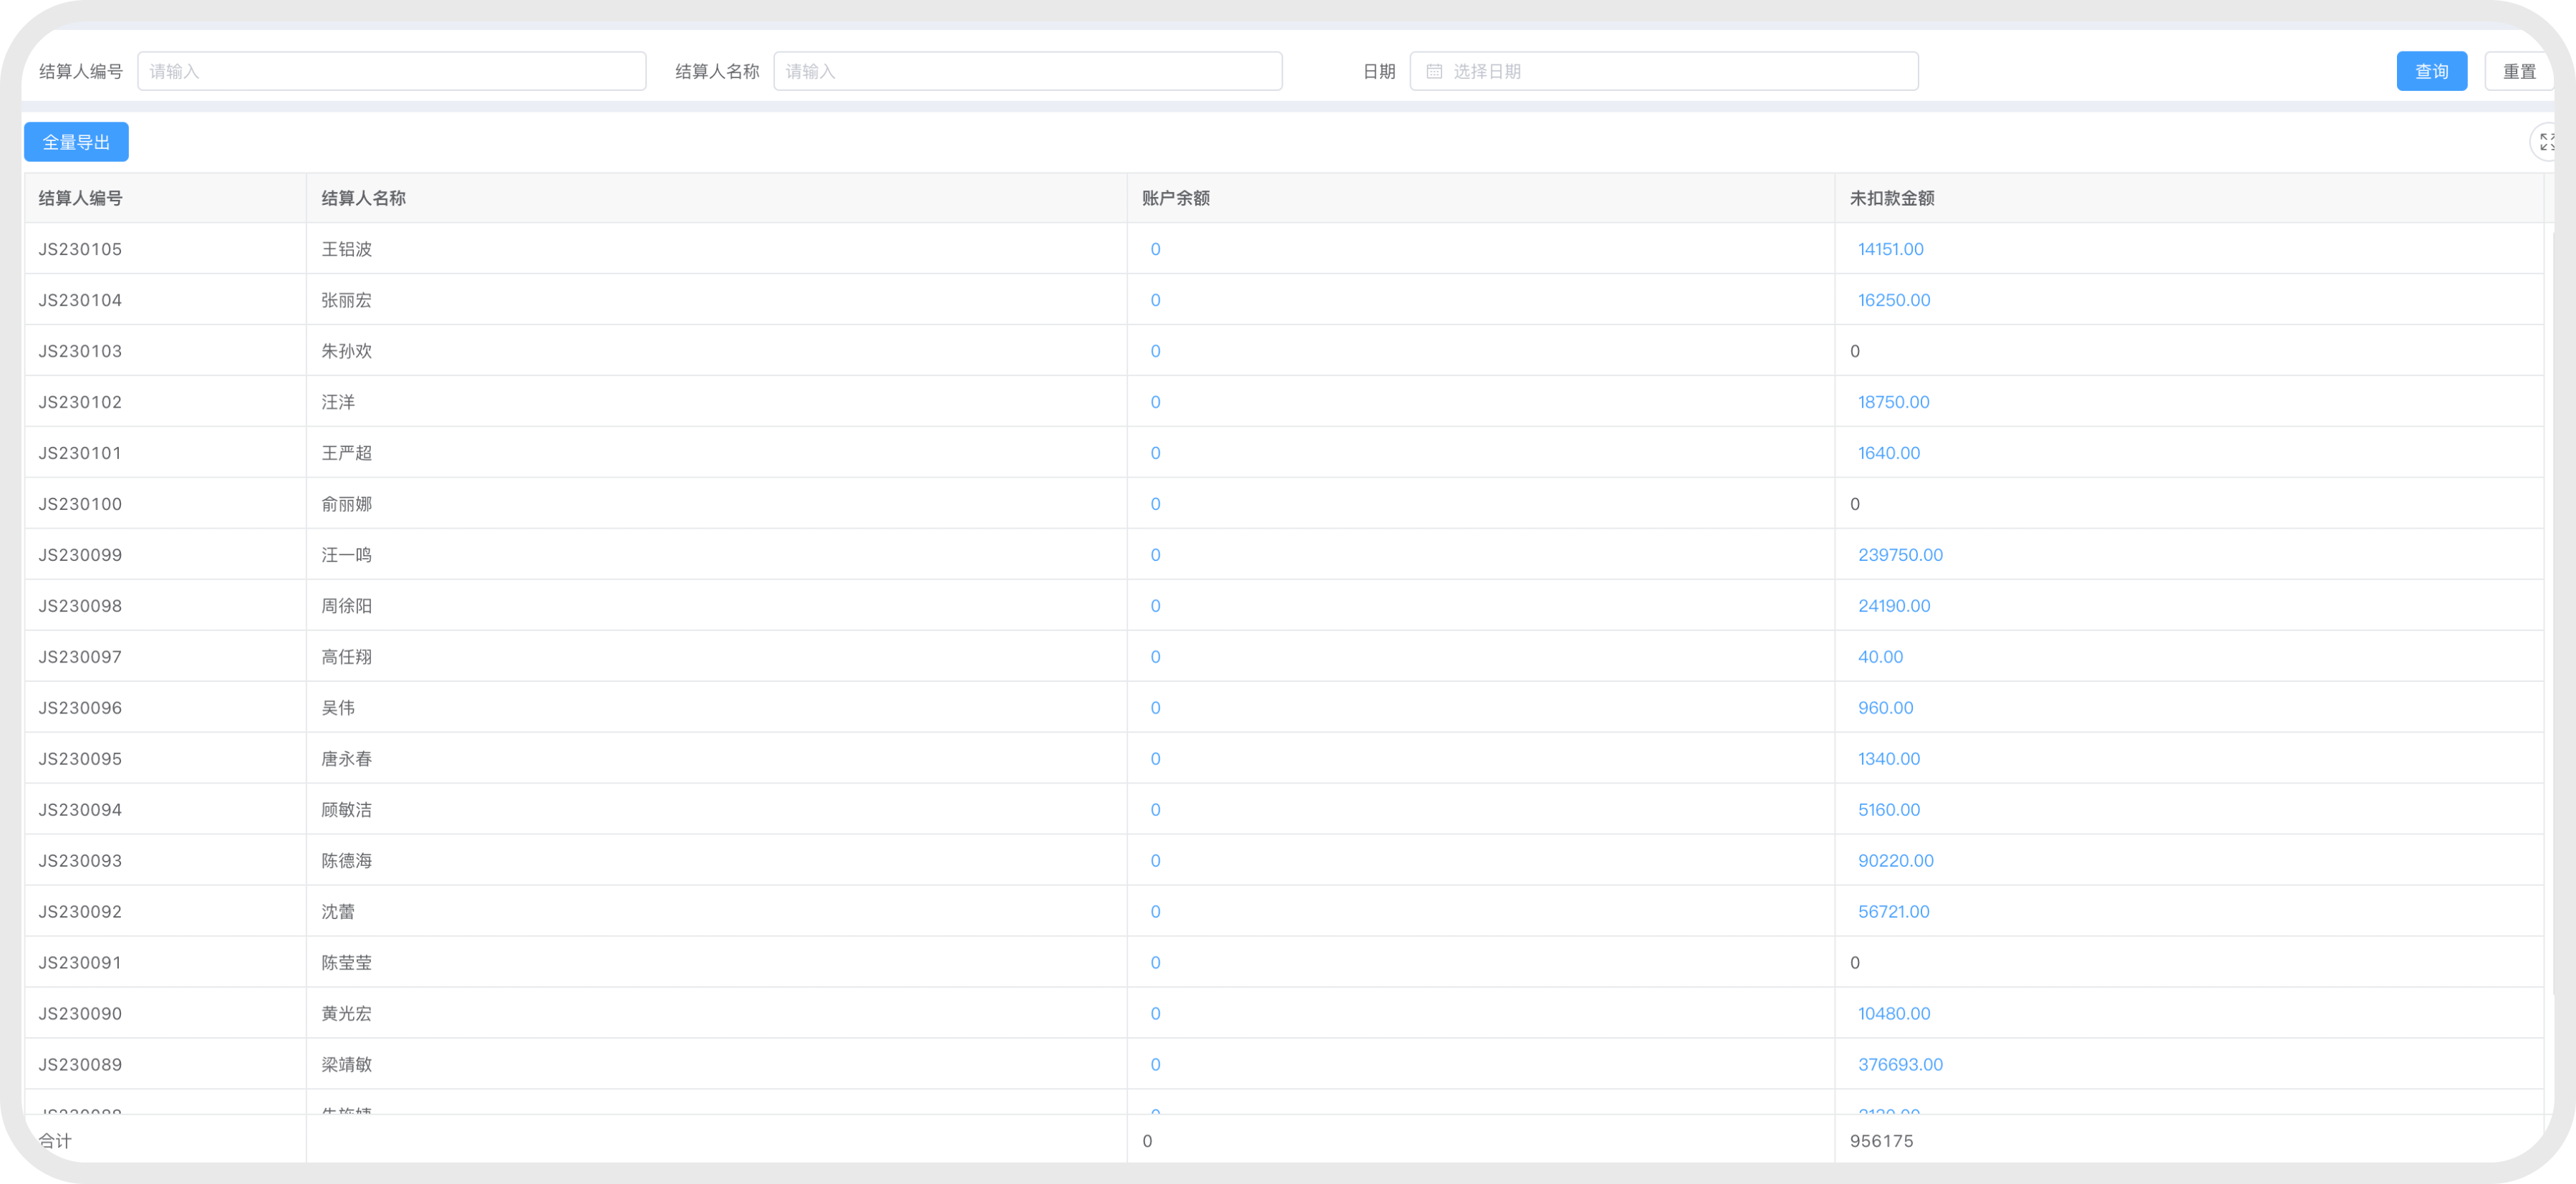 结算人编号 请输入 结算人名称 请输入 日期 选择日期 查询 重置
全量导出
结算人编号 结算人名称 账户余额 未扣款金额
JS230105 王铝波 0 14151.00
JS230104 张丽宏 0 16250.00
JS230103 朱孙欢 0 0
JS230102 汪洋 0 18750.00
JS230101 王严超 0 1640.00
JS230100 俞丽娜 0 0
JS230099 汪一鸣 0 239750.00
JS230098 周徐阳 0 24190.00
JS230097 高任翔 0 40.00
JS230096 吴伟 0 960.00
JS230095 唐永春 0 1340.00
JS230094 顾敏洁 0 5160.00
JS230093 陈德海 0 90220.00
JS230092 沈蕾 0 56721.00
JS230091 陈莹莹 0 0
JS230090 黄光宏 0 10480.00
JS230089 梁靖敏 0 376693.00
合计 0 956175